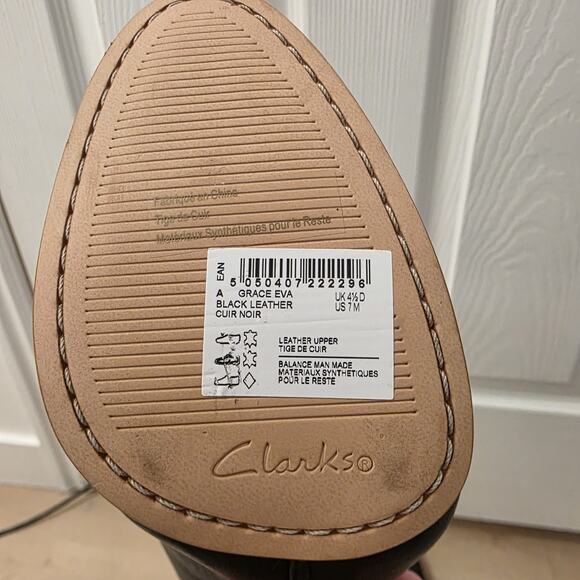 Fabriqué en Chine
Tige de Cuir
Matériaux Synthétiques pour le Reste
EAN
5 050407 222296
A GRACE EVA UK 4½ D
BLACK LEATHER US 7 M
CUIR NOIR
LEATHER UPPER
TIGE DE CUIR
BALANCE MAN MADE
MATERIAUX SYNTHETIQUES
POUR LE RESTE
Clarks®